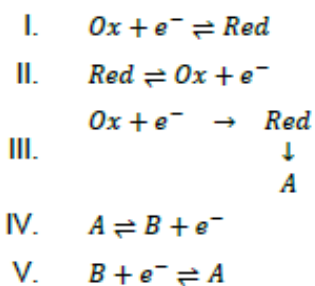 I. Ox + e⁻ ⇌ Red
II. Red ⇌ Ox + e⁻
III. Ox + e⁻ → Red
↓
A
IV. A ⇌ B + e⁻
V. B + e⁻ ⇌ A